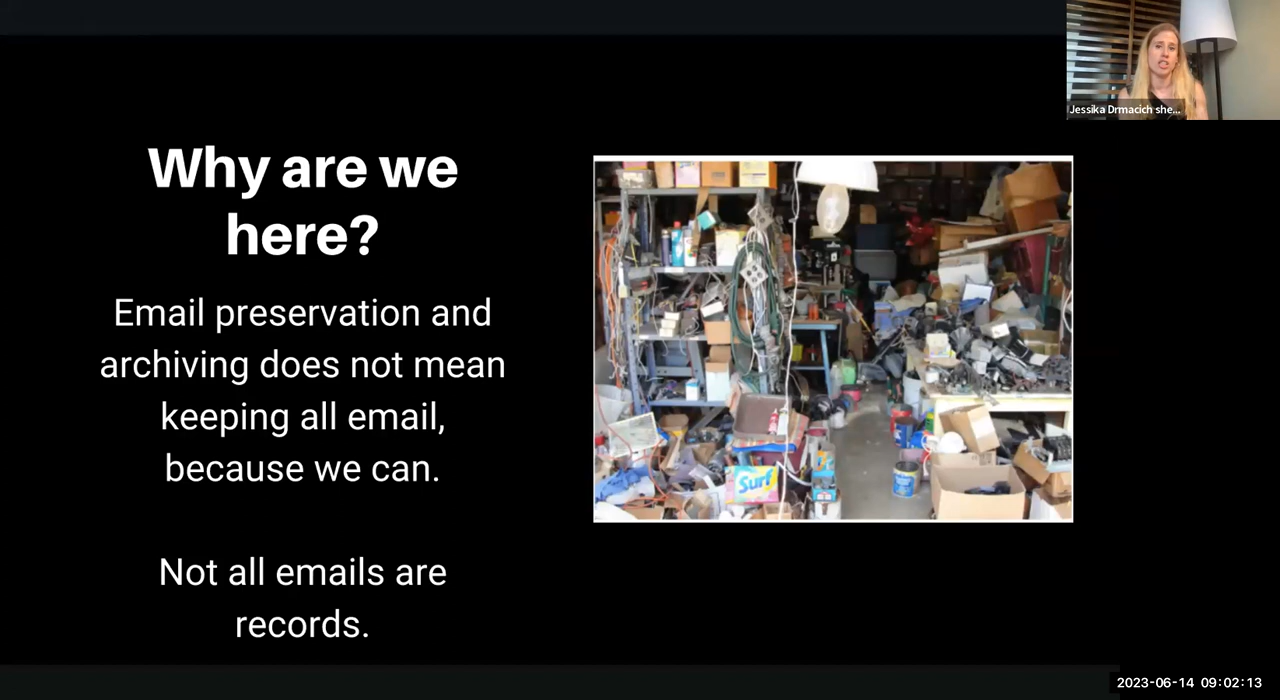 Jessika Drmacich she...
Why are we
here?
Email preservation and
archiving does not mean
keeping all email,
because we can.
Not all emails are
records.
Surf
2023-06-14 09:02:13